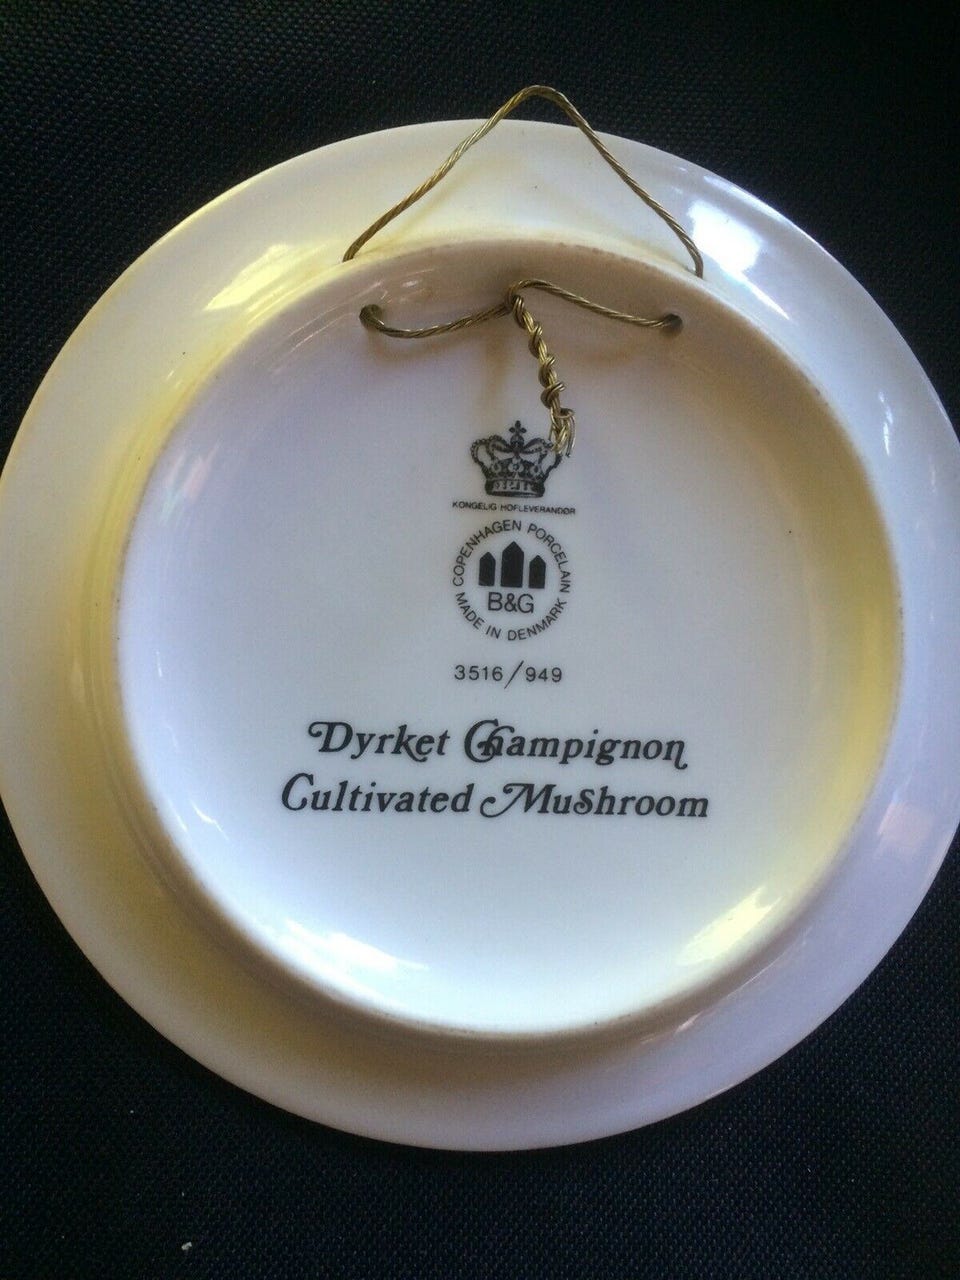 KONGELIG HOFLEVERANDØR
COPENHAGEN PORCELAIN
B&G
MADE IN DENMARK
3516/949
Dyrket Champignon
Cultivated Mushroom